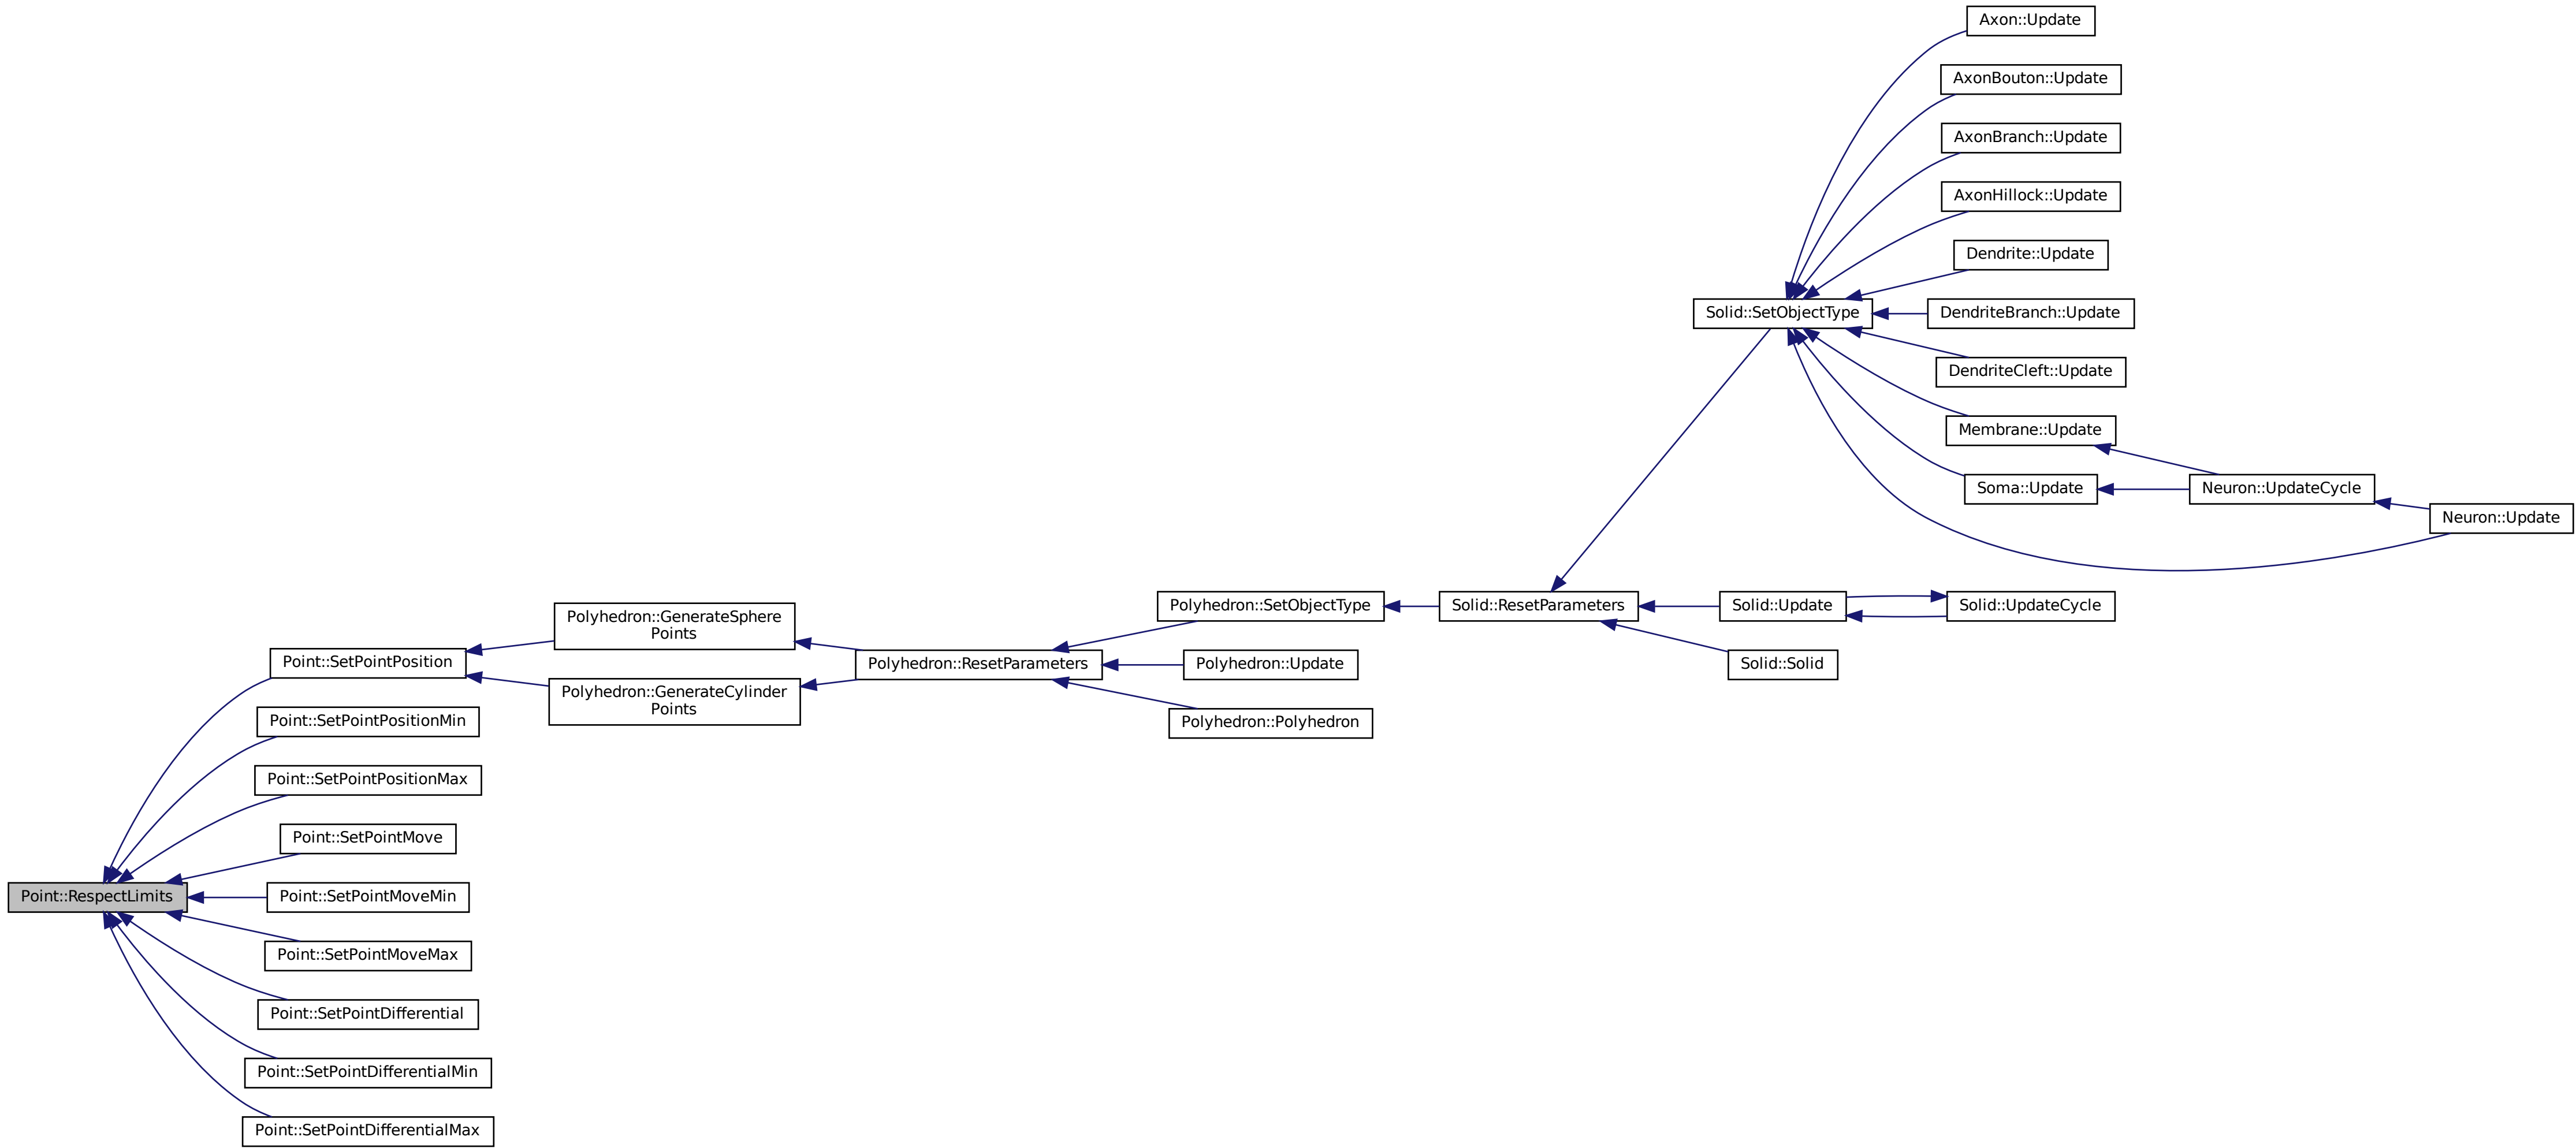 Axon::Update
AxonBouton::Update
AxonBranch::Update
AxonHillock::Update
Dendrite::Update
Solid::SetObjectType
DendriteBranch::Update
DendriteCleft::Update
Membrane::Update
Soma::Update
Neuron::UpdateCycle
Neuron::Update
Polyhedron::GenerateSphere
Points
Polyhedron::SetObjectType
Solid::ResetParameters
Solid::Update
Solid::UpdateCycle
Point::SetPointPosition
Polyhedron::ResetParameters
Polyhedron::Update
Solid::Solid
Polyhedron::GenerateCylinder
Points
Point::SetPointPositionMin
Polyhedron::Polyhedron
Point::SetPointPositionMax
Point::SetPointMove
Point::RespectLimits
Point::SetPointMoveMin
Point::SetPointMoveMax
Point::SetPointDifferential
Point::SetPointDifferentialMin
Point::SetPointDifferentialMax